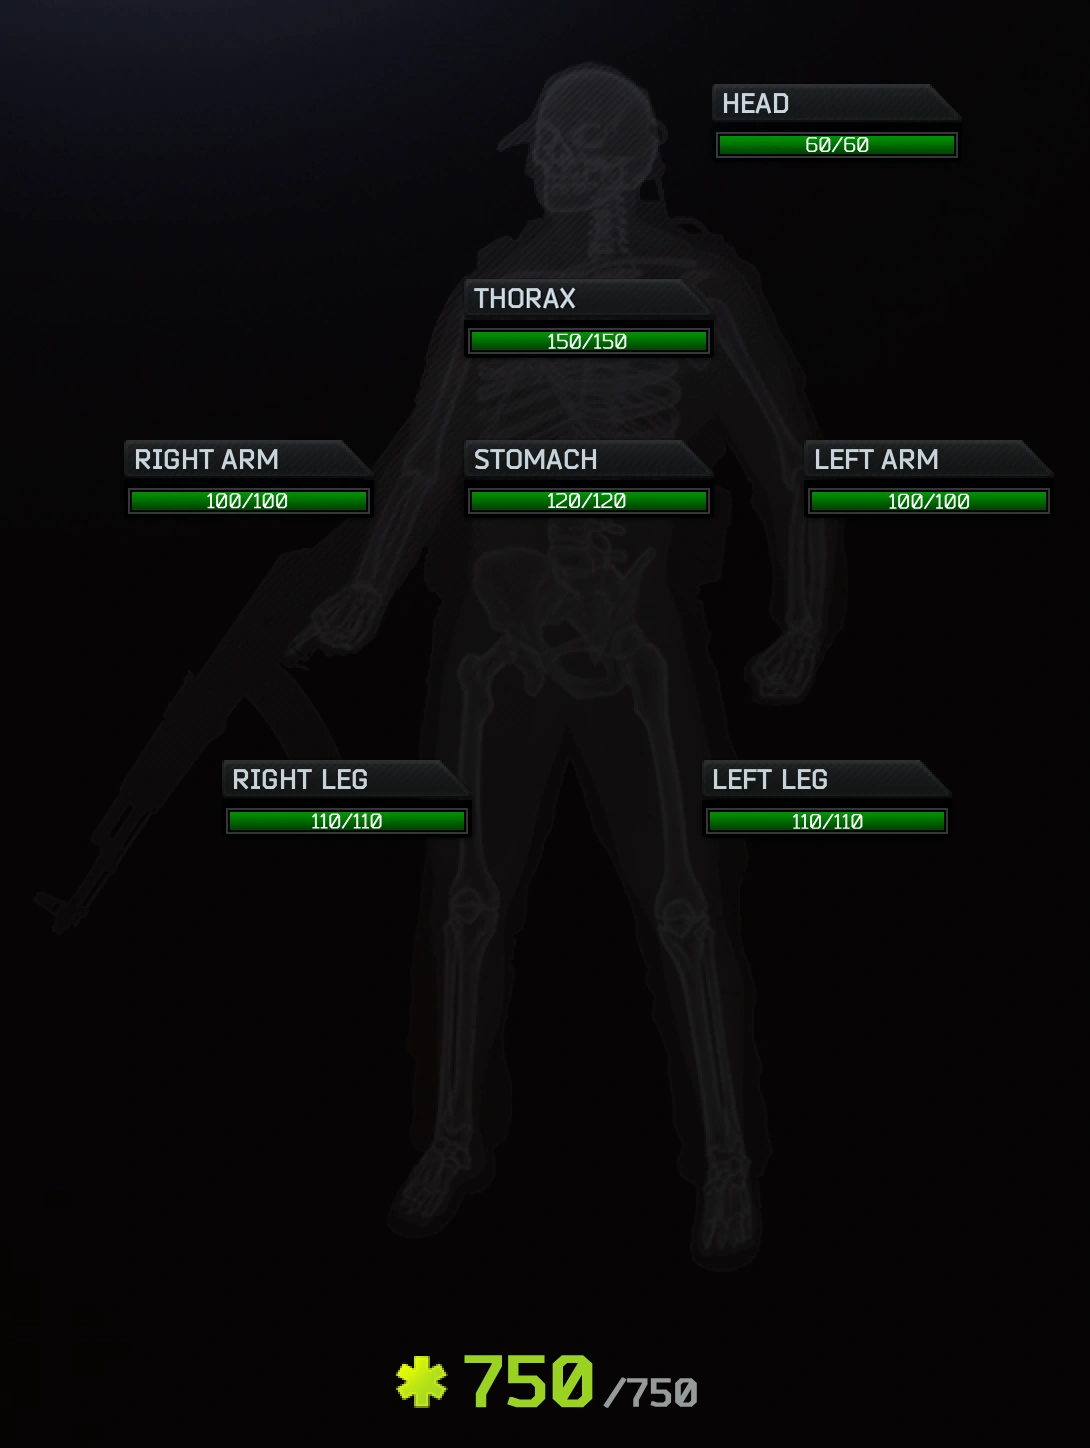 HEAD
60/60
THORAX
150/150
RIGHT ARM
100/100
STOMACH
120/120
LEFT ARM
100/100
RIGHT LEG
110/110
LEFT LEG
110/110
750/750